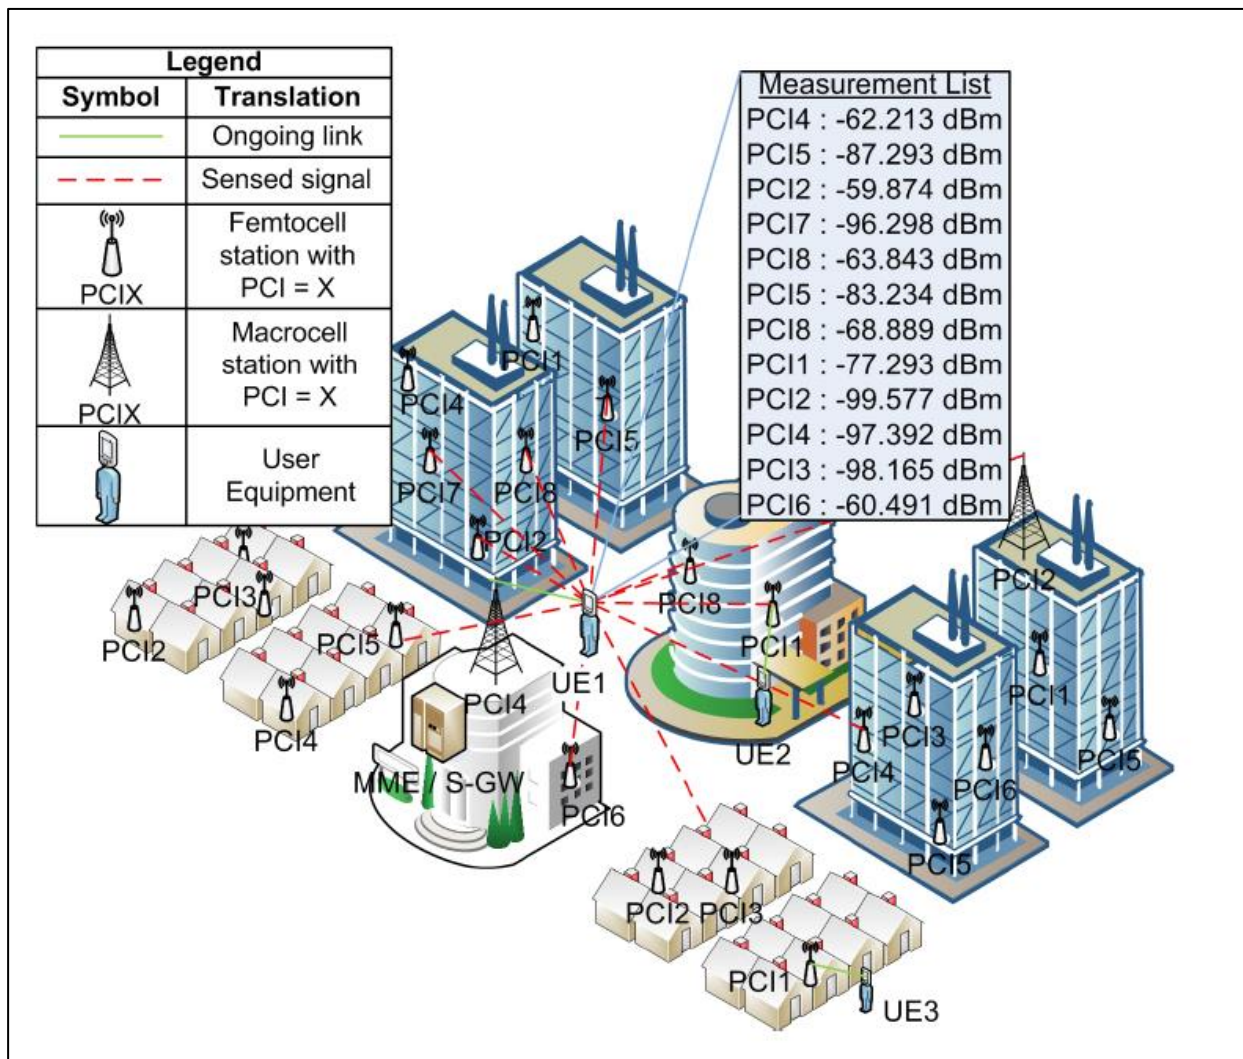 Legend
Symbol
Translation
Ongoing link
Sensed signal
PCIX
Femtocell
station with
PCI = X
PCIX
Macrocell
station with
PCI = X
User
Equipment
Measurement List
PCI4 : -62.213 dBm
PCI5 : -87.293 dBm
PCI2 : -59.874 dBm
PCI7 : -96.298 dBm
PCI8 : -63.843 dBm
PCI5 : -83.234 dBm
PCI8 : -68.889 dBm
PCI1 : -77.293 dBm
PCI2 : -99.577 dBm
PCI4 : -97.392 dBm
PCI3 : -98.165 dBm
PCI6 : -60.491 dBm
PCI1
PCI4
PCI5
PCI7
PCI8
PCI2
PCI8
PCI2
PCI3
PCI5
PCI2
PCI4
PCI4
UE1
PCI1
UE2
MME / S-GW
PCI6
PCI1
PCI3
PCI4
PCI5
PCI6
PCI5
PCI2
PCI3
PCI1
UE3